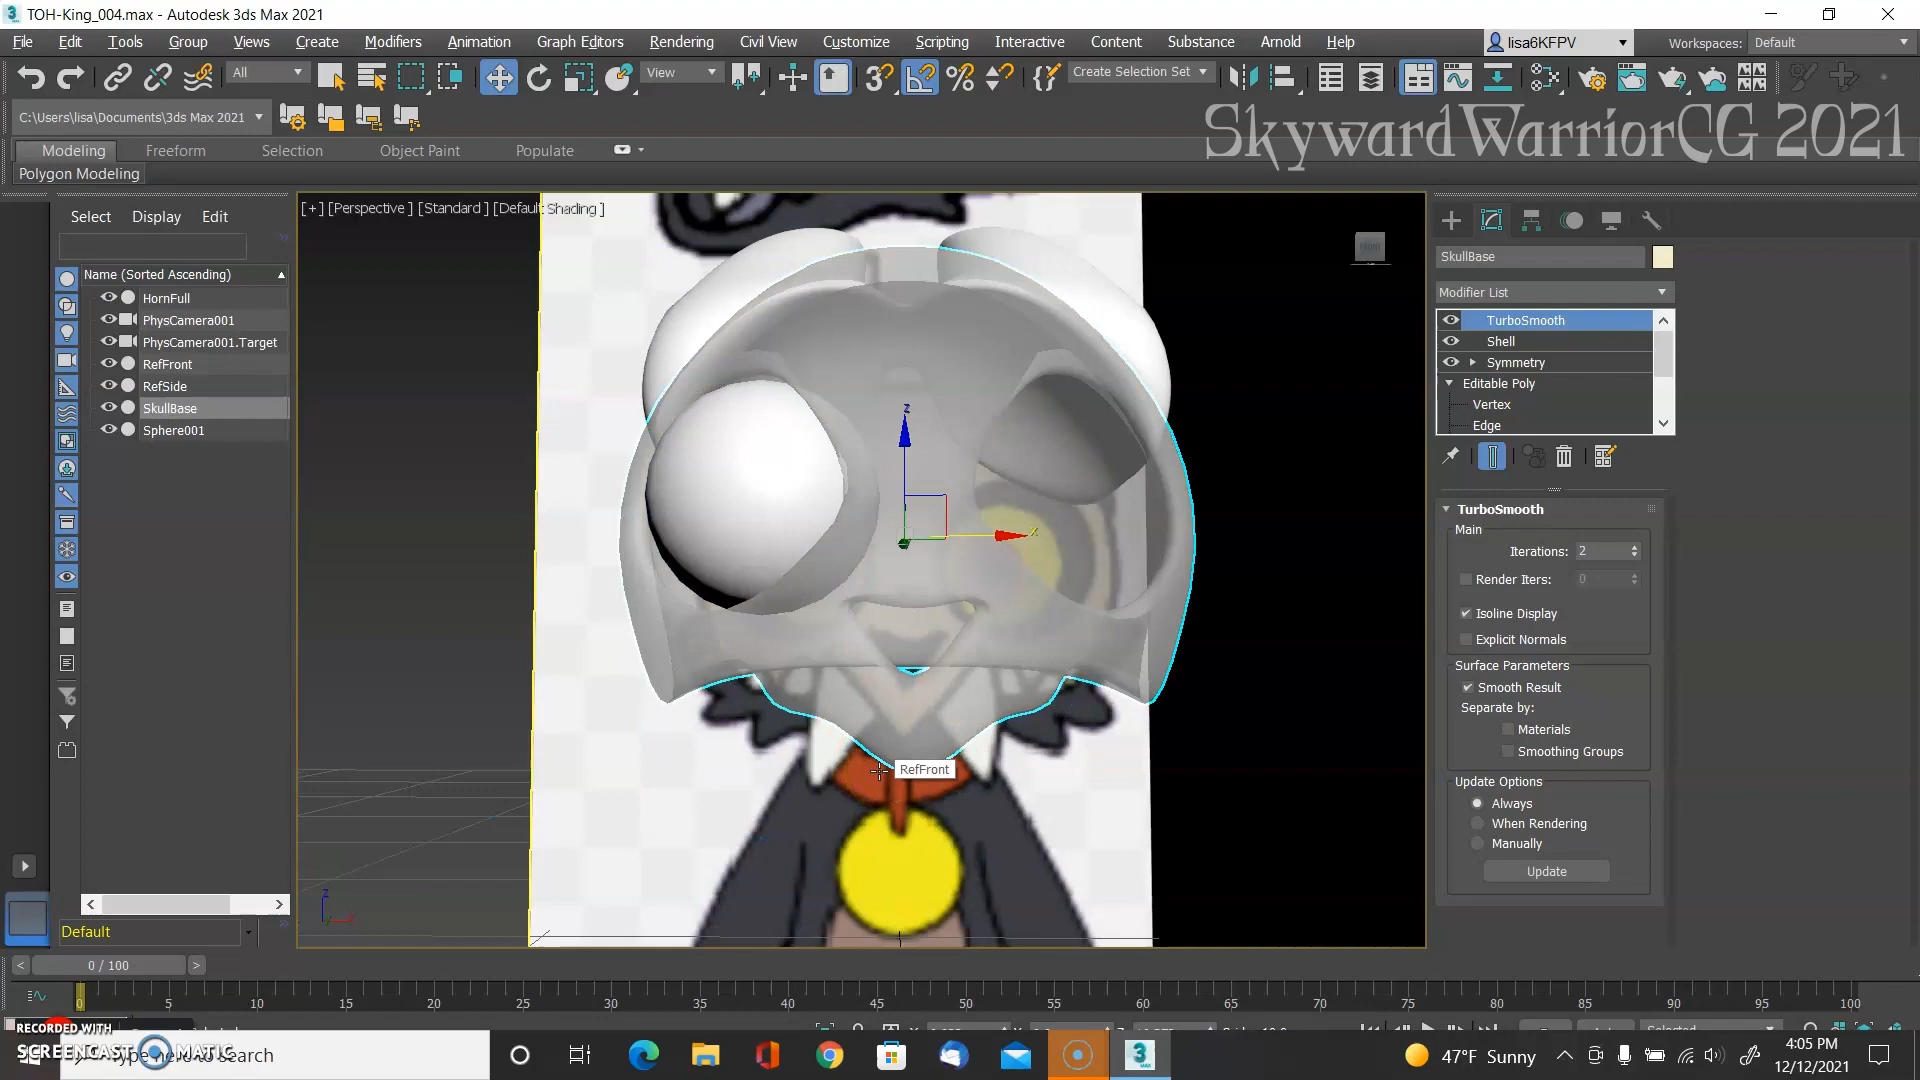 TOH-King_004.max - Autodesk 3ds Max 2021
File Edit Tools Group Views Create Modifiers Animation Graph Editors Rendering Civil View Customize Scripting Interactive Content Substance Arnold Help
lisa6KFPV
Workspaces: Default
All
View
Create Selection Set
C:\Users\lisa\Documents\3ds Max 2021
SkywardWarriorCG 2021
Modeling Freeform Selection Object Paint Populate
Polygon Modeling
Select Display Edit
[+] [Perspective ] [Standard ] [Default Shading ]
FRONT
Name (Sorted Ascending)
HornFull
PhysCamera001
PhysCamera001.Target
RefFront
RefSide
SkullBase
Sphere001
Default
z
x
RefFront
z
SkullBase
Modifier List
TurboSmooth
Shell
Symmetry
Editable Poly
Vertex
Edge
TurboSmooth
Main
Iterations: 2
Render Iters: 0
Isoline Display
Explicit Normals
Surface Parameters
Smooth Result
Separate by:
Materials
Smoothing Groups
Update Options
Always
When Rendering
Manually
Update
< 0 / 100 >
0 5 10 15 20 25 30 35 40 45 50 55 60 65 70 75 80 85 90 95 100
RECORDED WITH
SCREENCAST MATIC
Type here to search
47°F Sunny
4:05 PM
12/12/2021